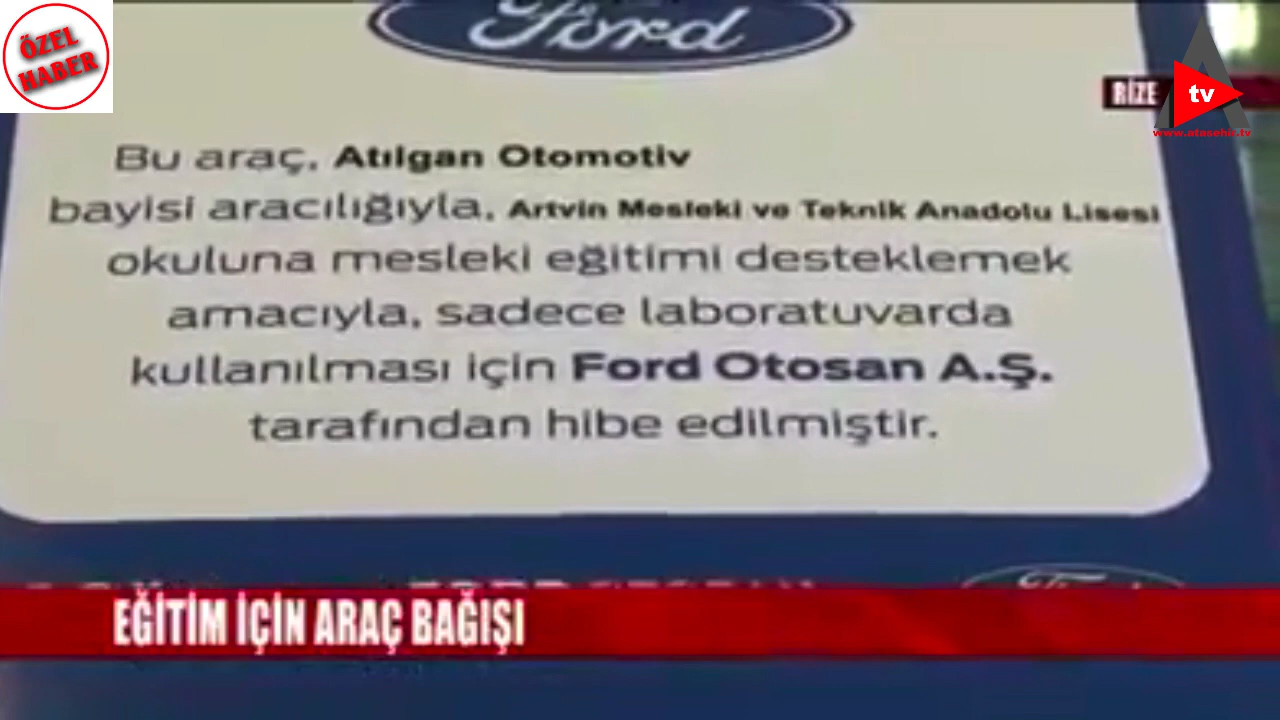 ÖZEL
HABER
Ford
RİZE
tv
www.atasehir.tv
Bu araç, Atılgan Otomotiv
bayisi aracılığıyla, Artvin Mesleki ve Teknik Anadolu Lisesi
okuluna mesleki eğitimi desteklemek
amacıyla, sadece laboratuvarda
kullanılması için Ford Otosan A.Ş.
tarafından hibe edilmiştir.
EĞİTİM İÇİN ARAÇ BAĞIŞI